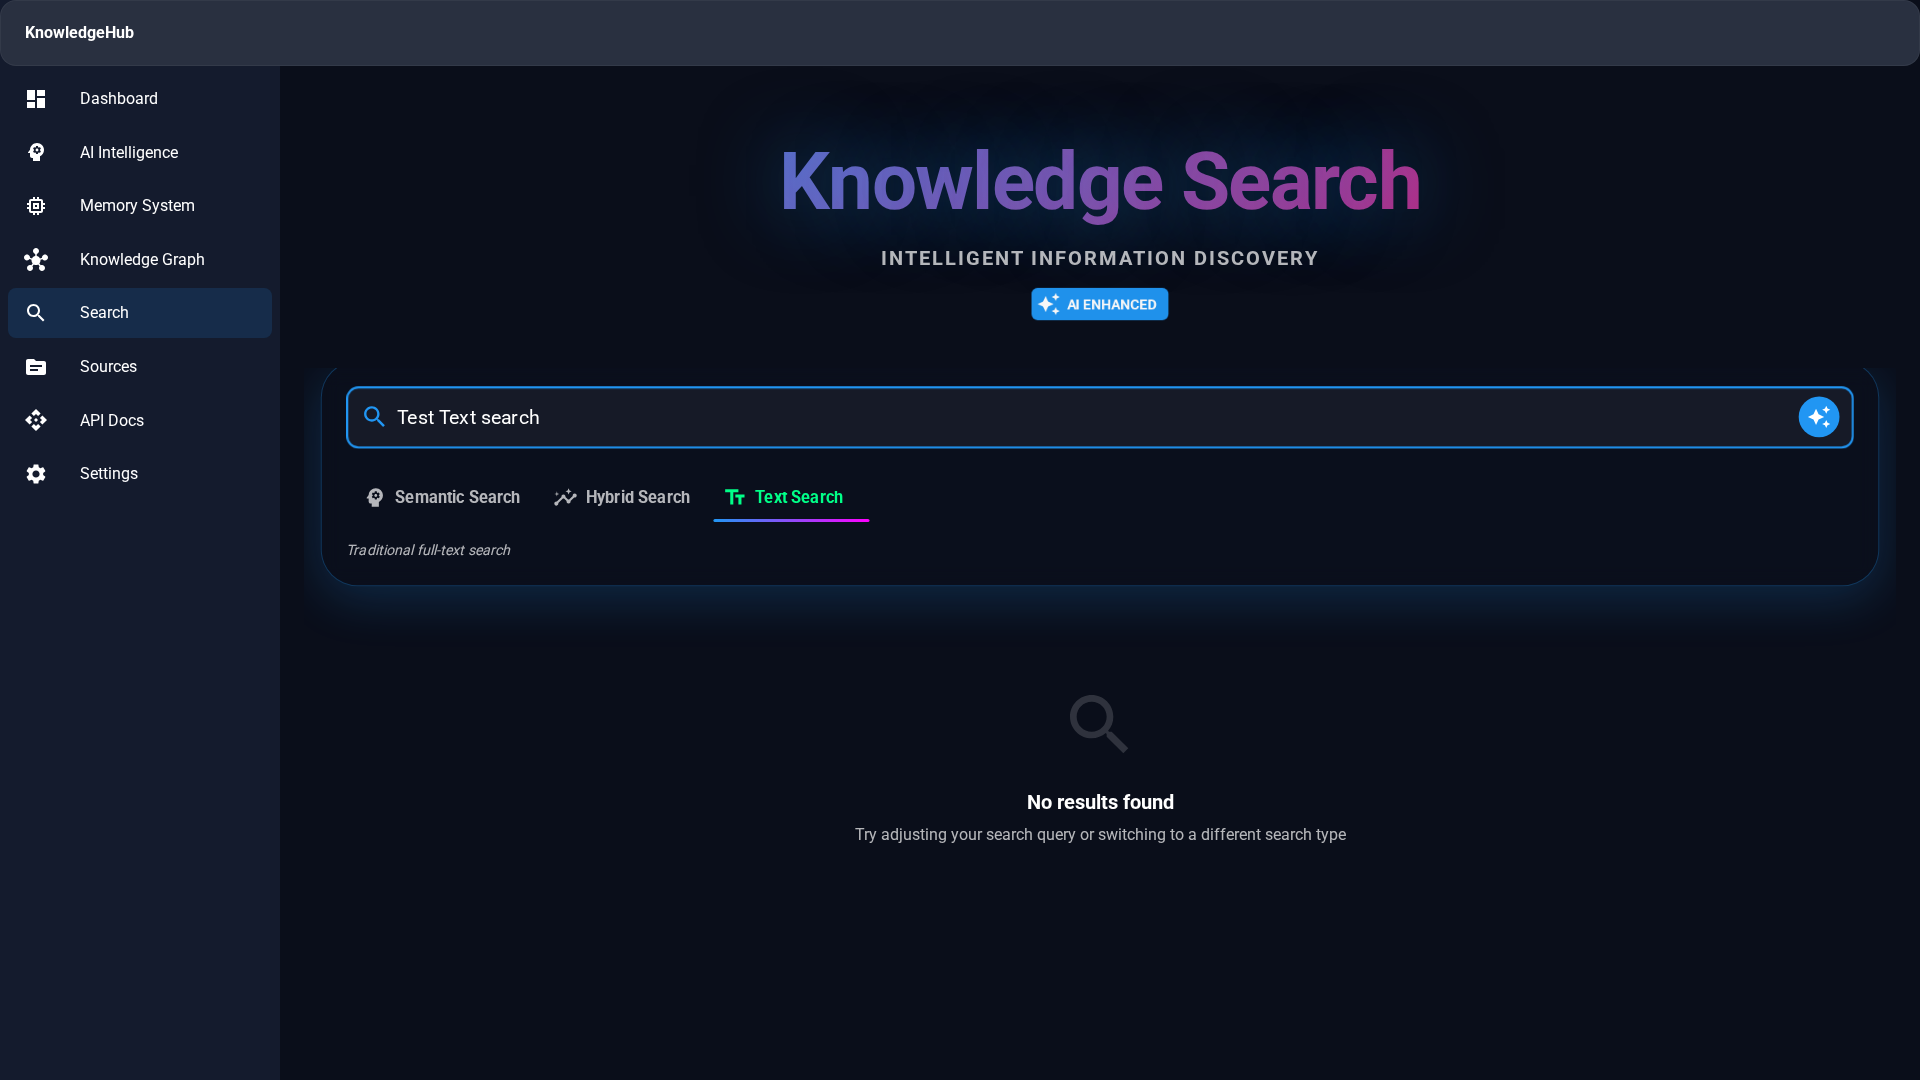 KnowledgeHub
Dashboard
AI Intelligence
Memory System
Knowledge Graph
Search
Sources
API Docs
Settings
Knowledge Search
INTELLIGENT INFORMATION DISCOVERY
AI ENHANCED
Test Text search
Semantic Search
Hybrid Search
Text Search
Traditional full-text search
No results found
Try adjusting your search query or switching to a different search type